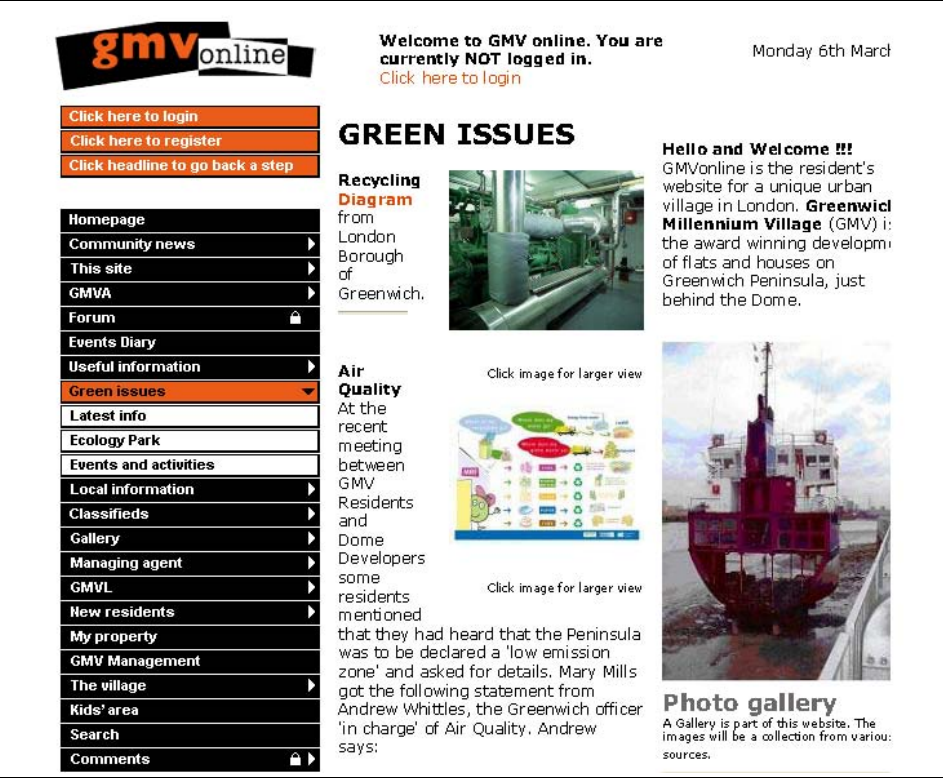 gmvonline
Welcome to GMV online. You are
currently NOT logged in.
Click here to login
Monday 6th March
Click here to login
Click here to register
Click headline to go back a step
Homepage
Community news
This site
GMVA
Forum
Events Diary
Useful information
Green issues
Latest info
Ecology Park
Events and activities
Local information
Classifieds
Gallery
Managing agent
GMVL
New residents
My property
GMV Management
The village
Kids' area
Search
Comments
GREEN ISSUES
Recycling
Diagram
from
London
Borough
of
Greenwich.
Air
Quality
At the
recent
meeting
between
GMV
Residents
and
Dome
Developers
some
residents
mentioned
that they had heard that the Peninsula
was to be declared a 'low emission
zone' and asked for details. Mary Mills
got the following statement from
Andrew Whittles, the Greenwich officer
'in charge' of Air Quality. Andrew
says:
Click image for larger view
Click image for larger view
Hello and Welcome !!!
GMVonline is the resident's
website for a unique urban
village in London. Greenwich
Millennium Village (GMV) is
the award winning developm
of flats and houses on
Greenwich Peninsula, just
behind the Dome.
Photo gallery
A Gallery is part of this website. The
images will be a collection from variou
sources.